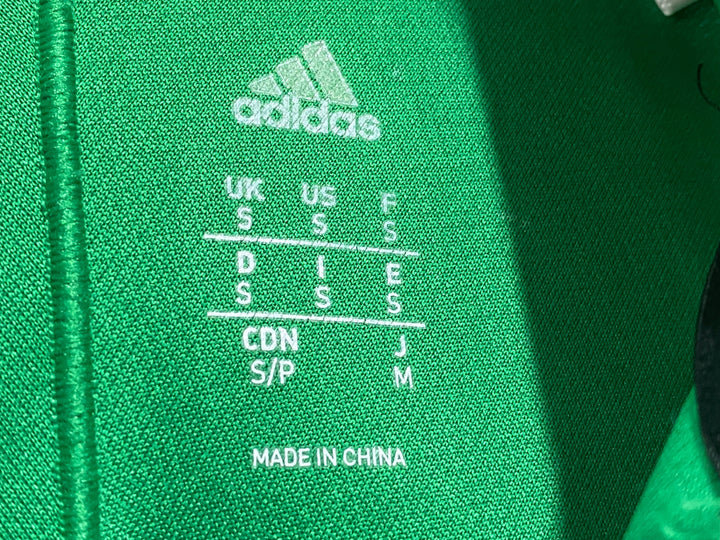 adidas
UK US F
S S S
D I E
S S S
CDN J
S/P M
MADE IN CHINA